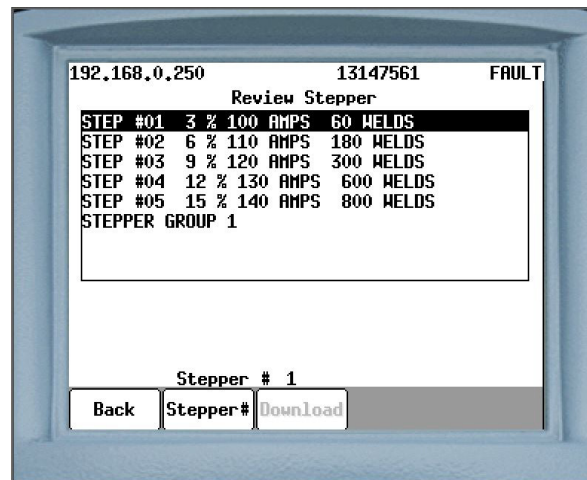 192.168.0.250 13147561 FAULT
Review Stepper
STEP #01 3 % 100 AMPS 60 WELDS
STEP #02 6 % 110 AMPS 180 WELDS
STEP #03 9 % 120 AMPS 300 WELDS
STEP #04 12 % 130 AMPS 600 WELDS
STEP #05 15 % 140 AMPS 800 WELDS
STEPPER GROUP 1
Stepper # 1
Back Stepper# Download